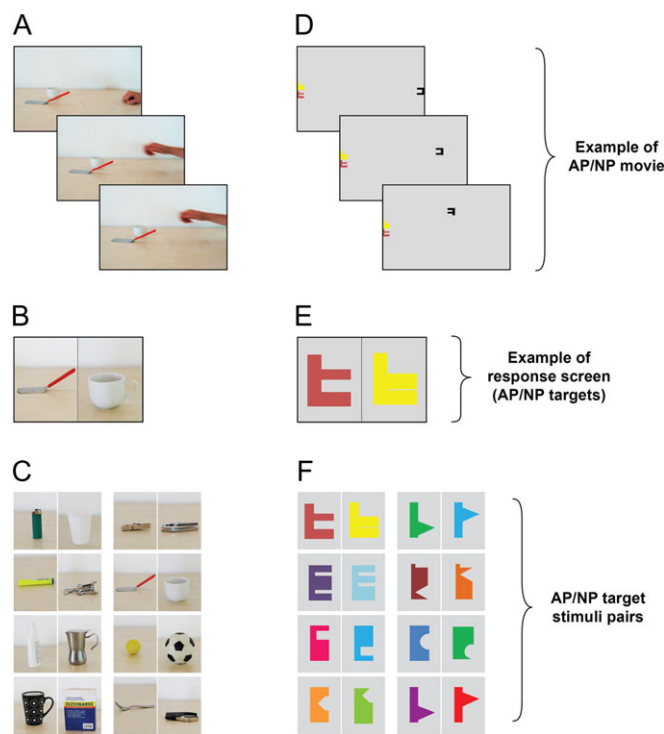 A
D
Example of
AP/NP movie
B
E
Example of
response screen
(AP/NP targets)
C
F
AP/NP target
stimuli pairs
DIZIONARIO